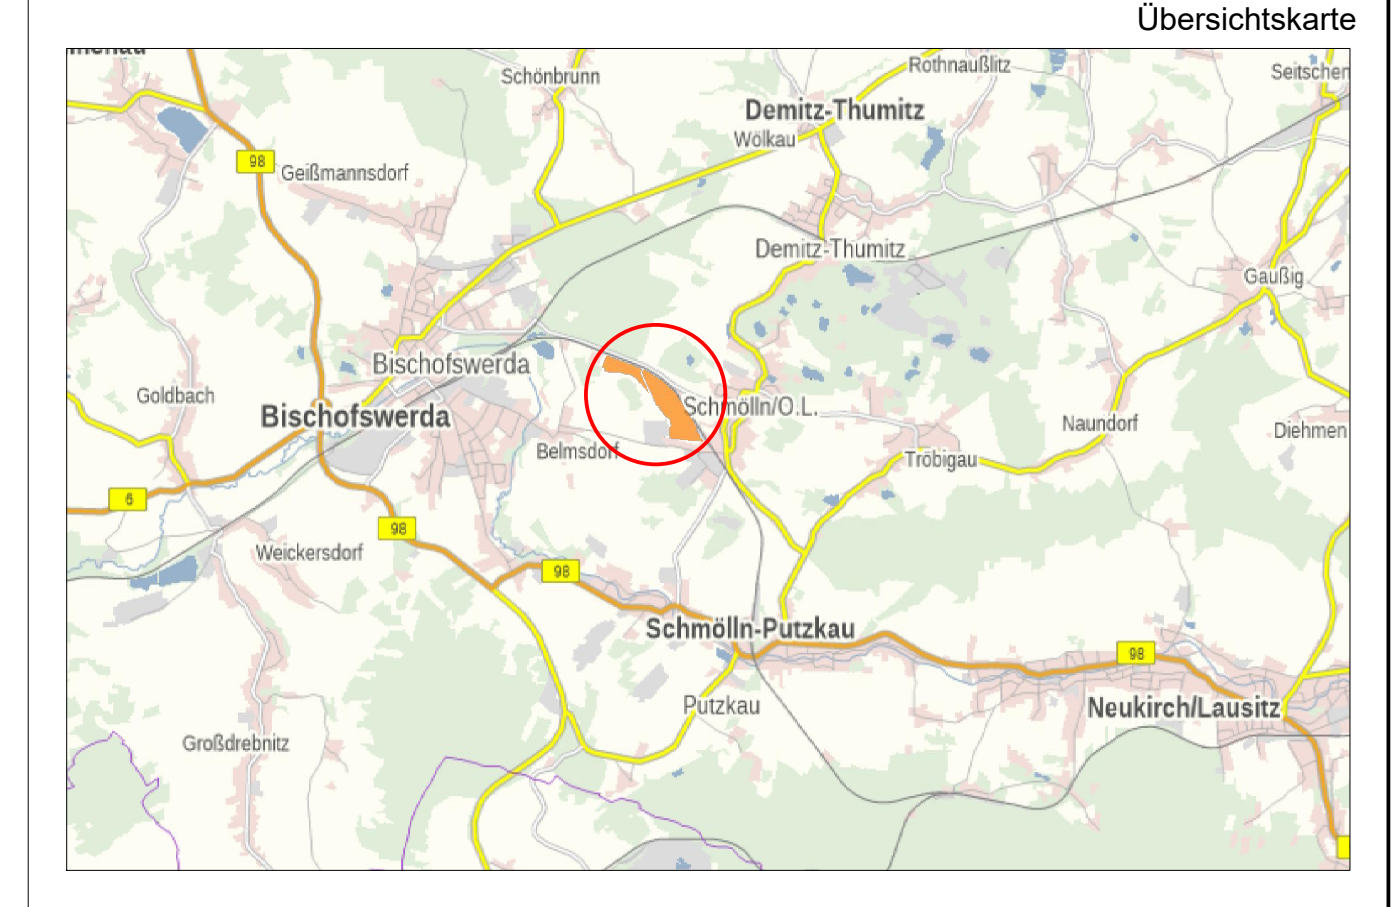 Übersichtskarte
Schönbrunn
Rothnaußlitz
Seitschen
Demitz-Thumitz
Wölkau
98
Geißmannsdorf
Demitz-Thumitz
Gaußig
Bischofswerda
Goldbach
Bischofswerda
Schmölln/O.L.
Naundorf
Diehmen
Belmsdorf
Tröbigau
6
98
Weickersdorf
98
Schmölln-Putzkau
98
Putzkau
Neukirch/Lausitz
Großdrebnitz